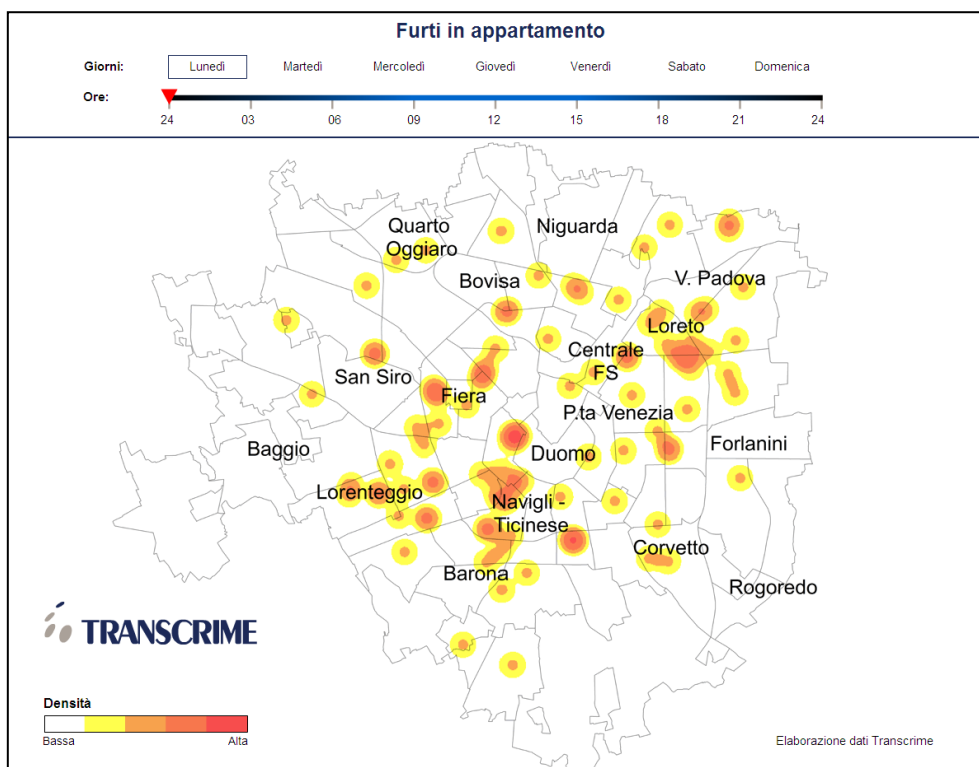 Furti in appartamento
Giorni: Lunedì Martedì Mercoledì Giovedì Venerdì Sabato Domenica
Ore:
24 03 06 09 12 15 18 21 24
Quarto
Oggiaro
Niguarda
Bovisa
V. Padova
Loreto
Centrale
FS
San Siro
Fiera
P.ta Venezia
Baggio
Duomo
Forlanini
Lorenteggio
Navigli -
Ticinese
Corvetto
Barona
Rogoredo
TRANSCRIME
Densità
Bassa Alta
Elaborazione dati Transcrime